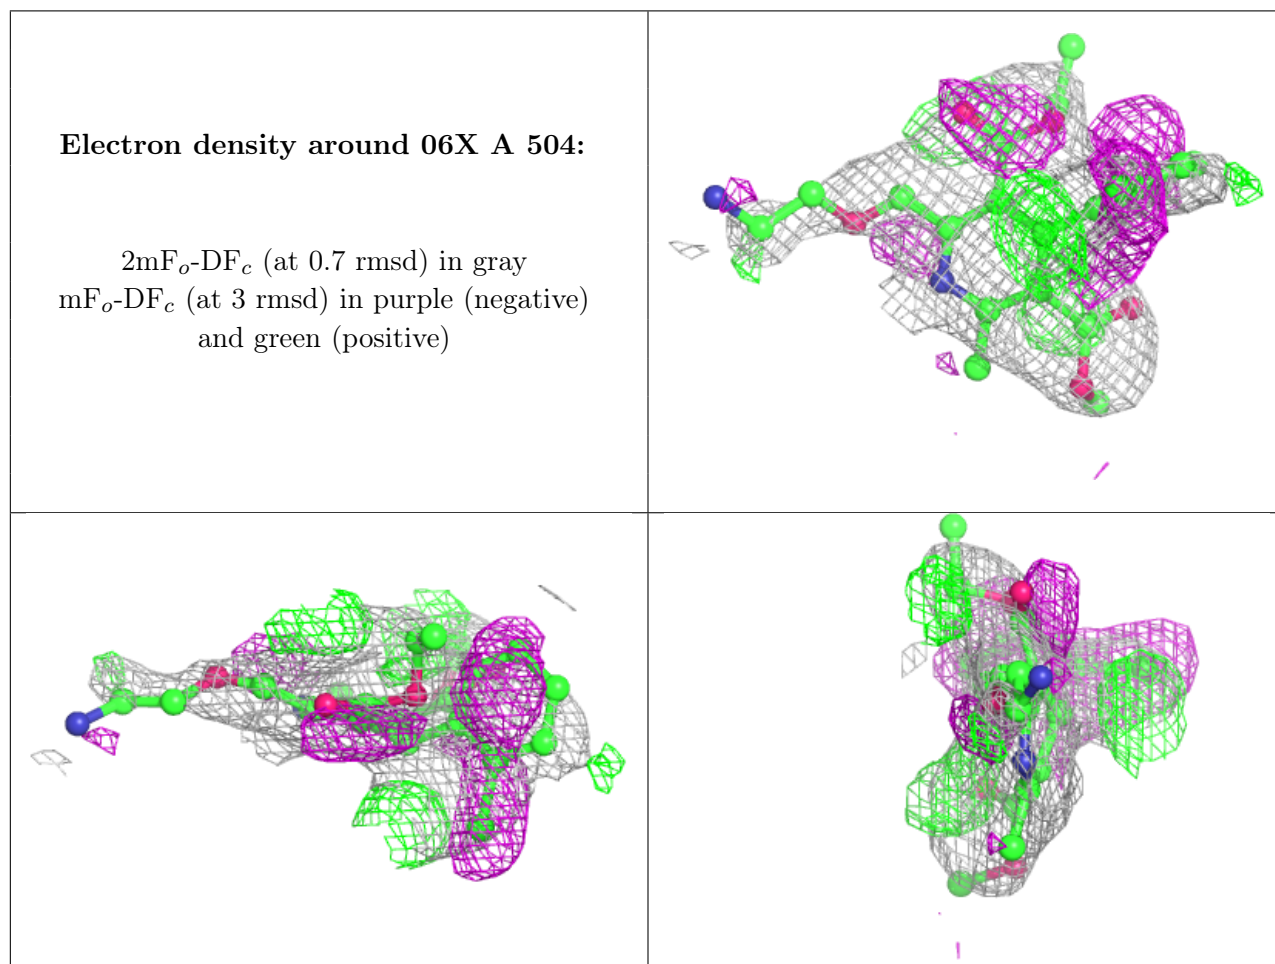 Electron density around 06X A 504:
2mFo-DFc (at 0.7 rmsd) in gray
mFo-DFc (at 3 rmsd) in purple (negative)
and green (positive)